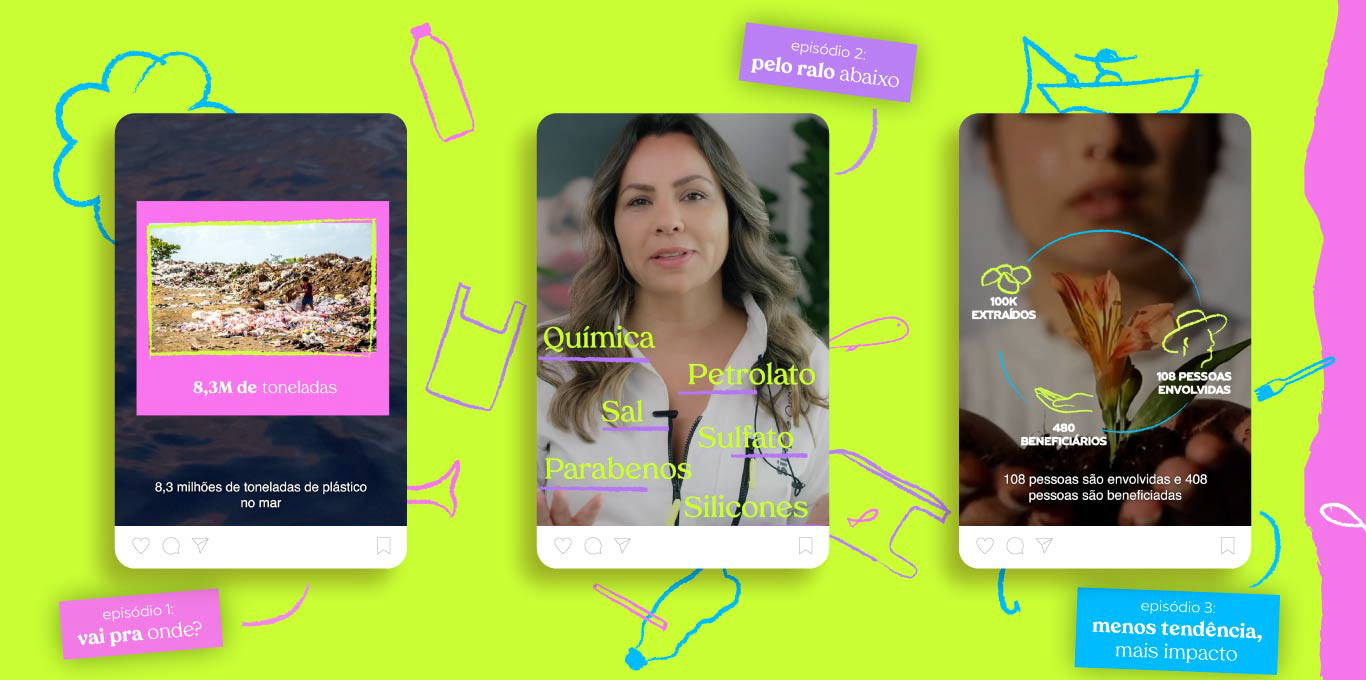 episódio 2:
pelo ralo abaixo
8,3M de toneladas
8,3 milhões de toneladas de plástico
no mar
Química
Petrolato
Sal
Sulfato
Parabenos
Silicones
100K
EXTRAÍDOS
108 PESSOAS
ENVOLVIDAS
480
BENEFICIÁRIOS
108 pessoas são envolvidas e 408
pessoas são beneficiadas
episódio 1:
vai pra onde?
episódio 3:
menos tendência,
mais impacto